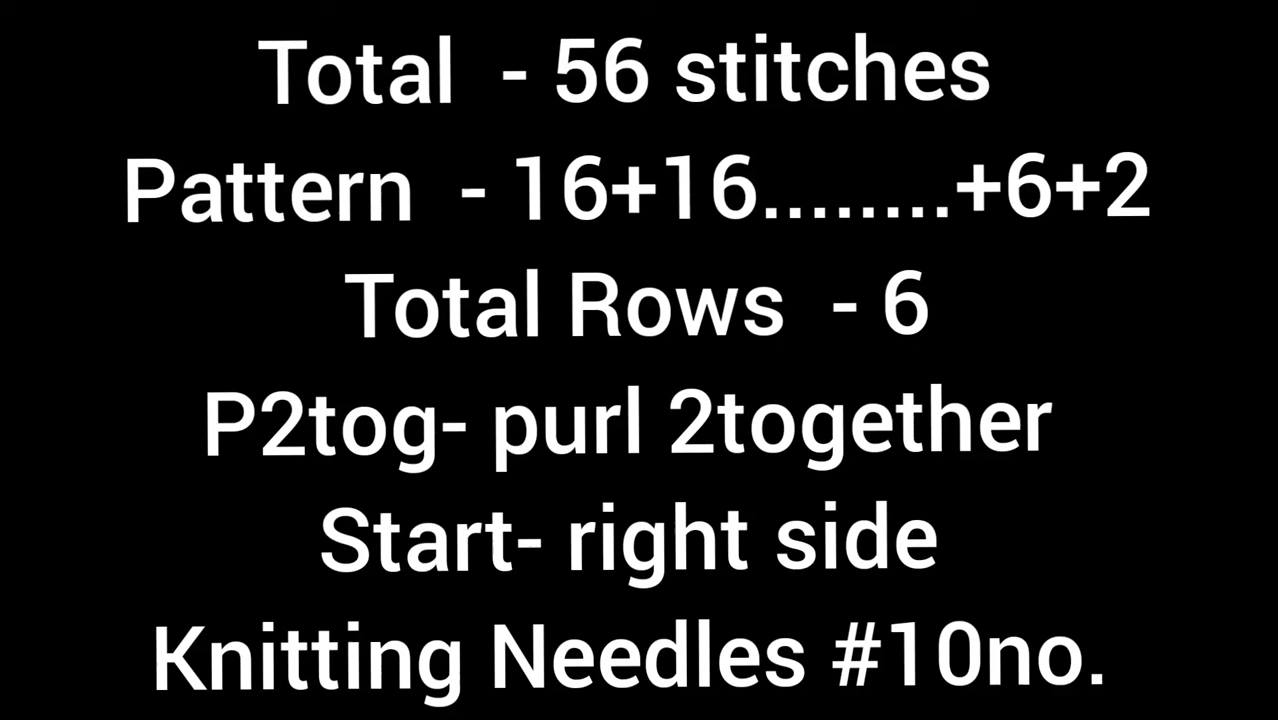 Total - 56 stitches
Pattern - 16+16........+6+2
Total Rows - 6
P2tog- purl 2together
Start- right side
Knitting Needles #10no.